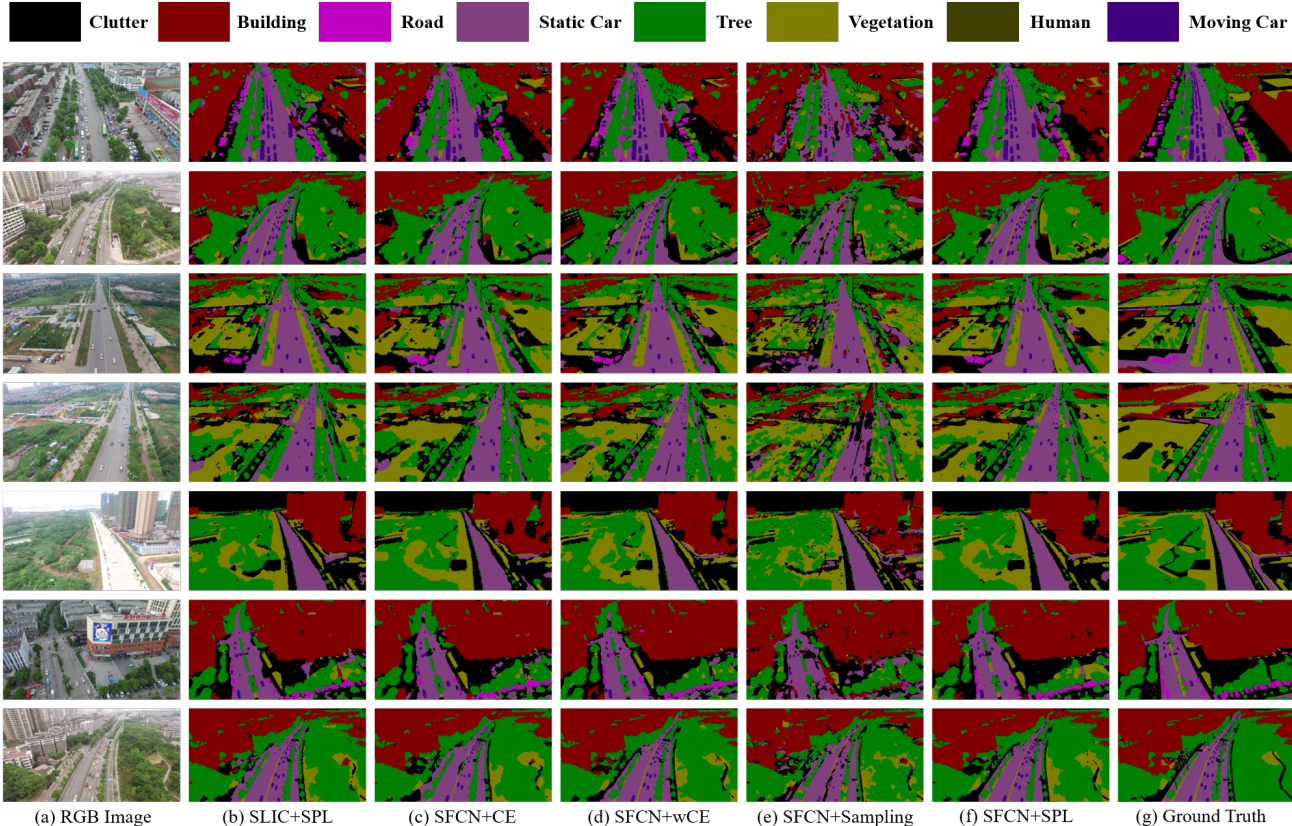 Clutter Building Road Static Car Tree Vegetation Human Moving Car
(a) RGB Image (b) SLIC+SPL (c) SFCN+CE (d) SFCN+wCE (e) SFCN+Sampling (f) SFCN+SPL (g) Ground Truth